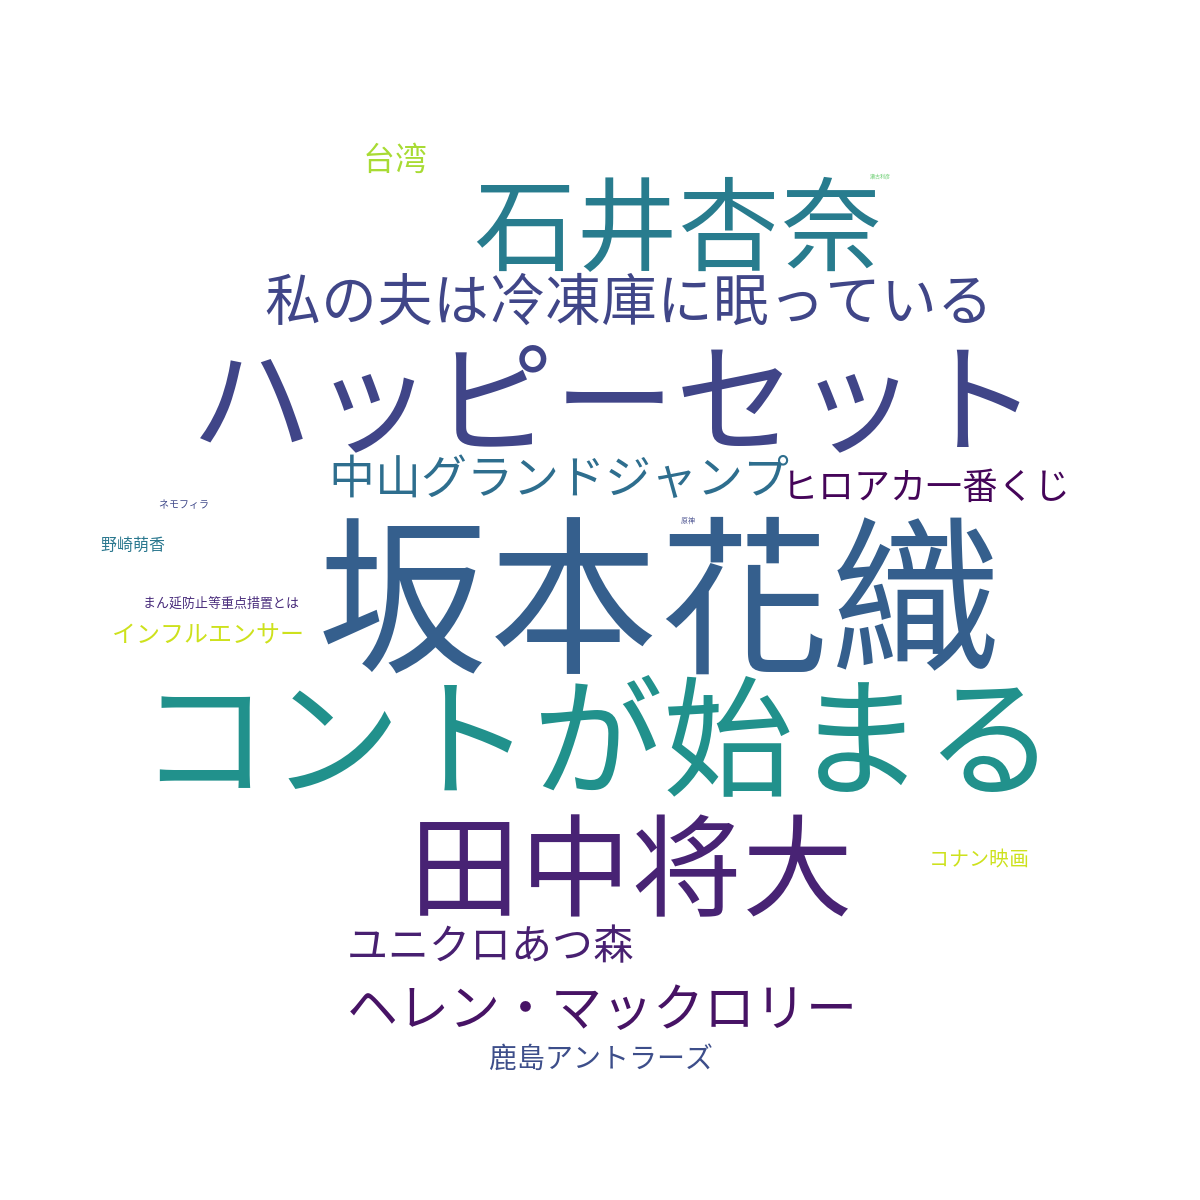 台湾
石井杏奈
私の夫は冷凍庫に眠っている
ハッピーセット
中山グランドジャンプ
ヒロアカ一番くじ
ネモフィラ
原神
野崎萌香
坂本花織
まん延防止等重点措置とは
インフルエンサー
コントが始まる
田中将大
コナン映画
ユニクロあつ森
ヘレン・マックロリー
鹿島アントラーズ